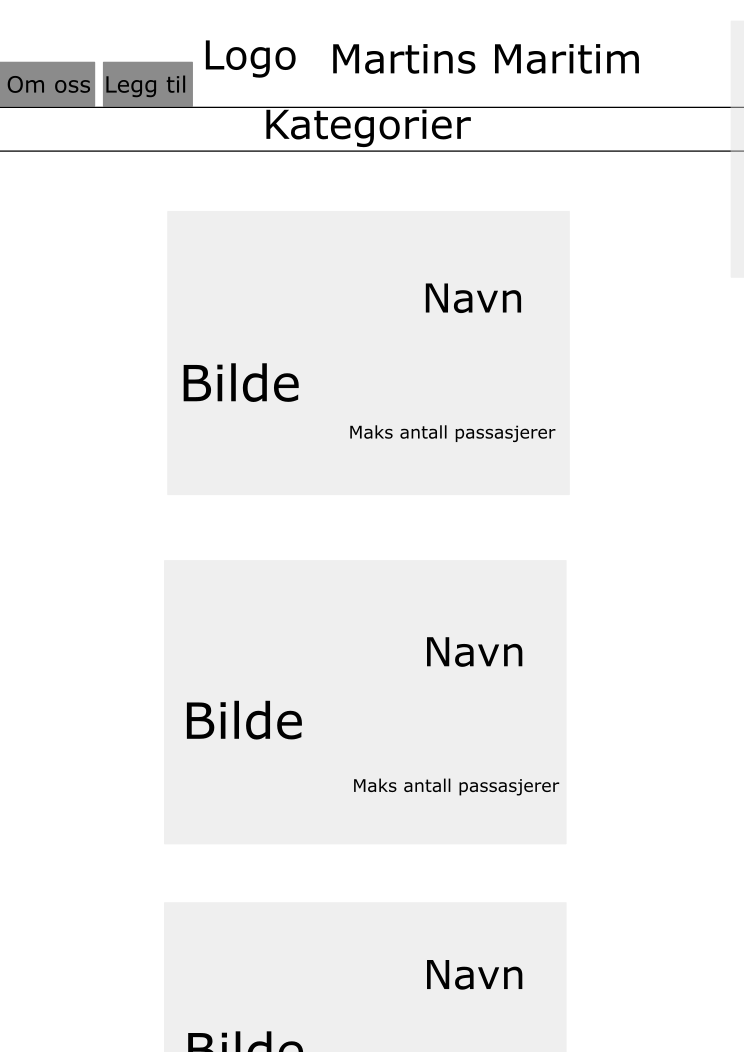 Logo Martins Maritim
Om oss Legg til
Kategorier
Navn
Bilde
Maks antall passasjerer
Navn
Bilde
Maks antall passasjerer
Navn
Bilde